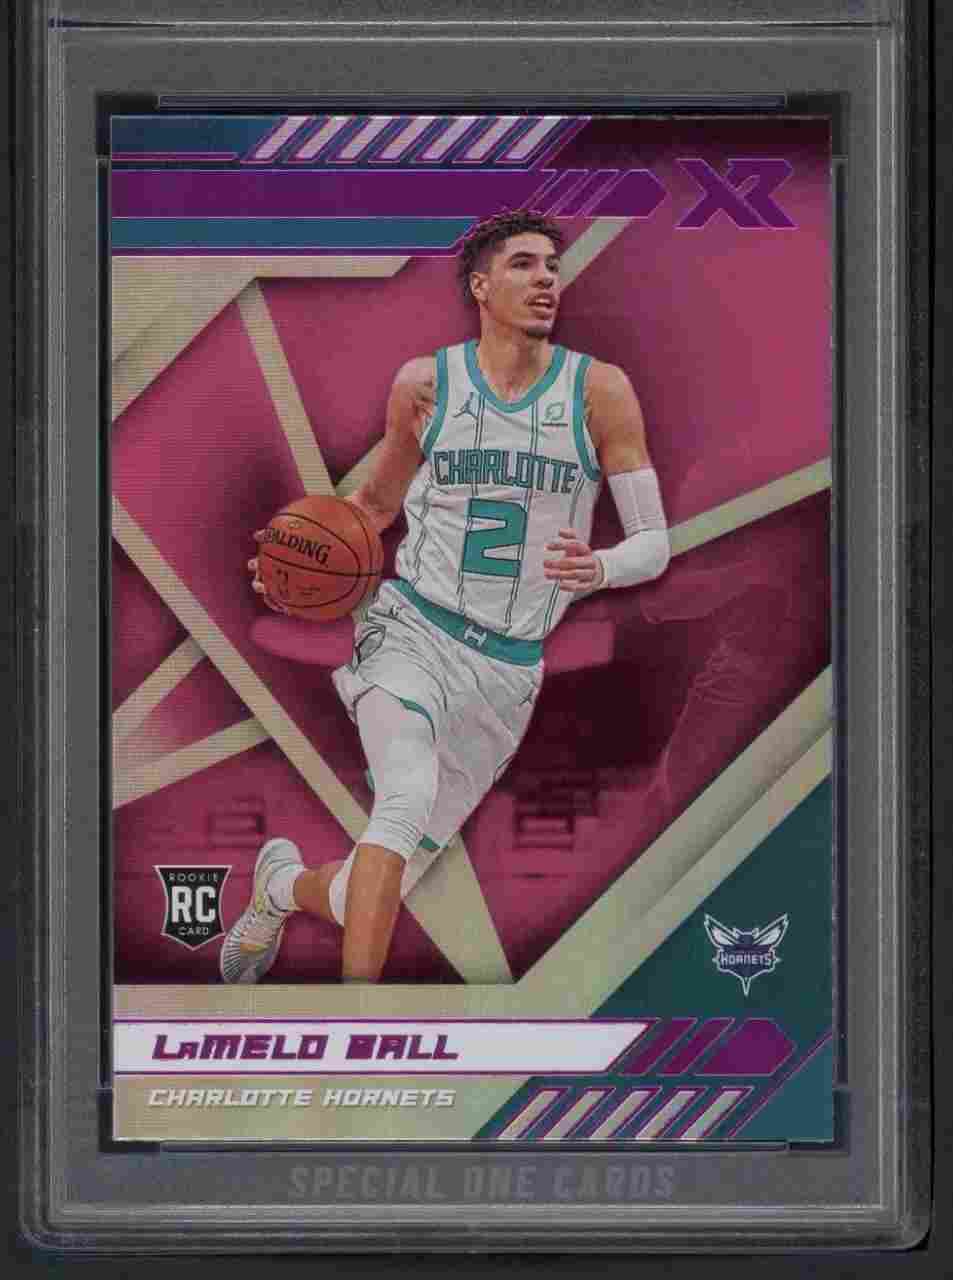 XR
CHARLOTTE
2
SPALDING
ROOKIE
RC
CARD
HORNETS
LaMELO BALL
CHARLOTTE HORNETS
SPECIAL ONE CARDS